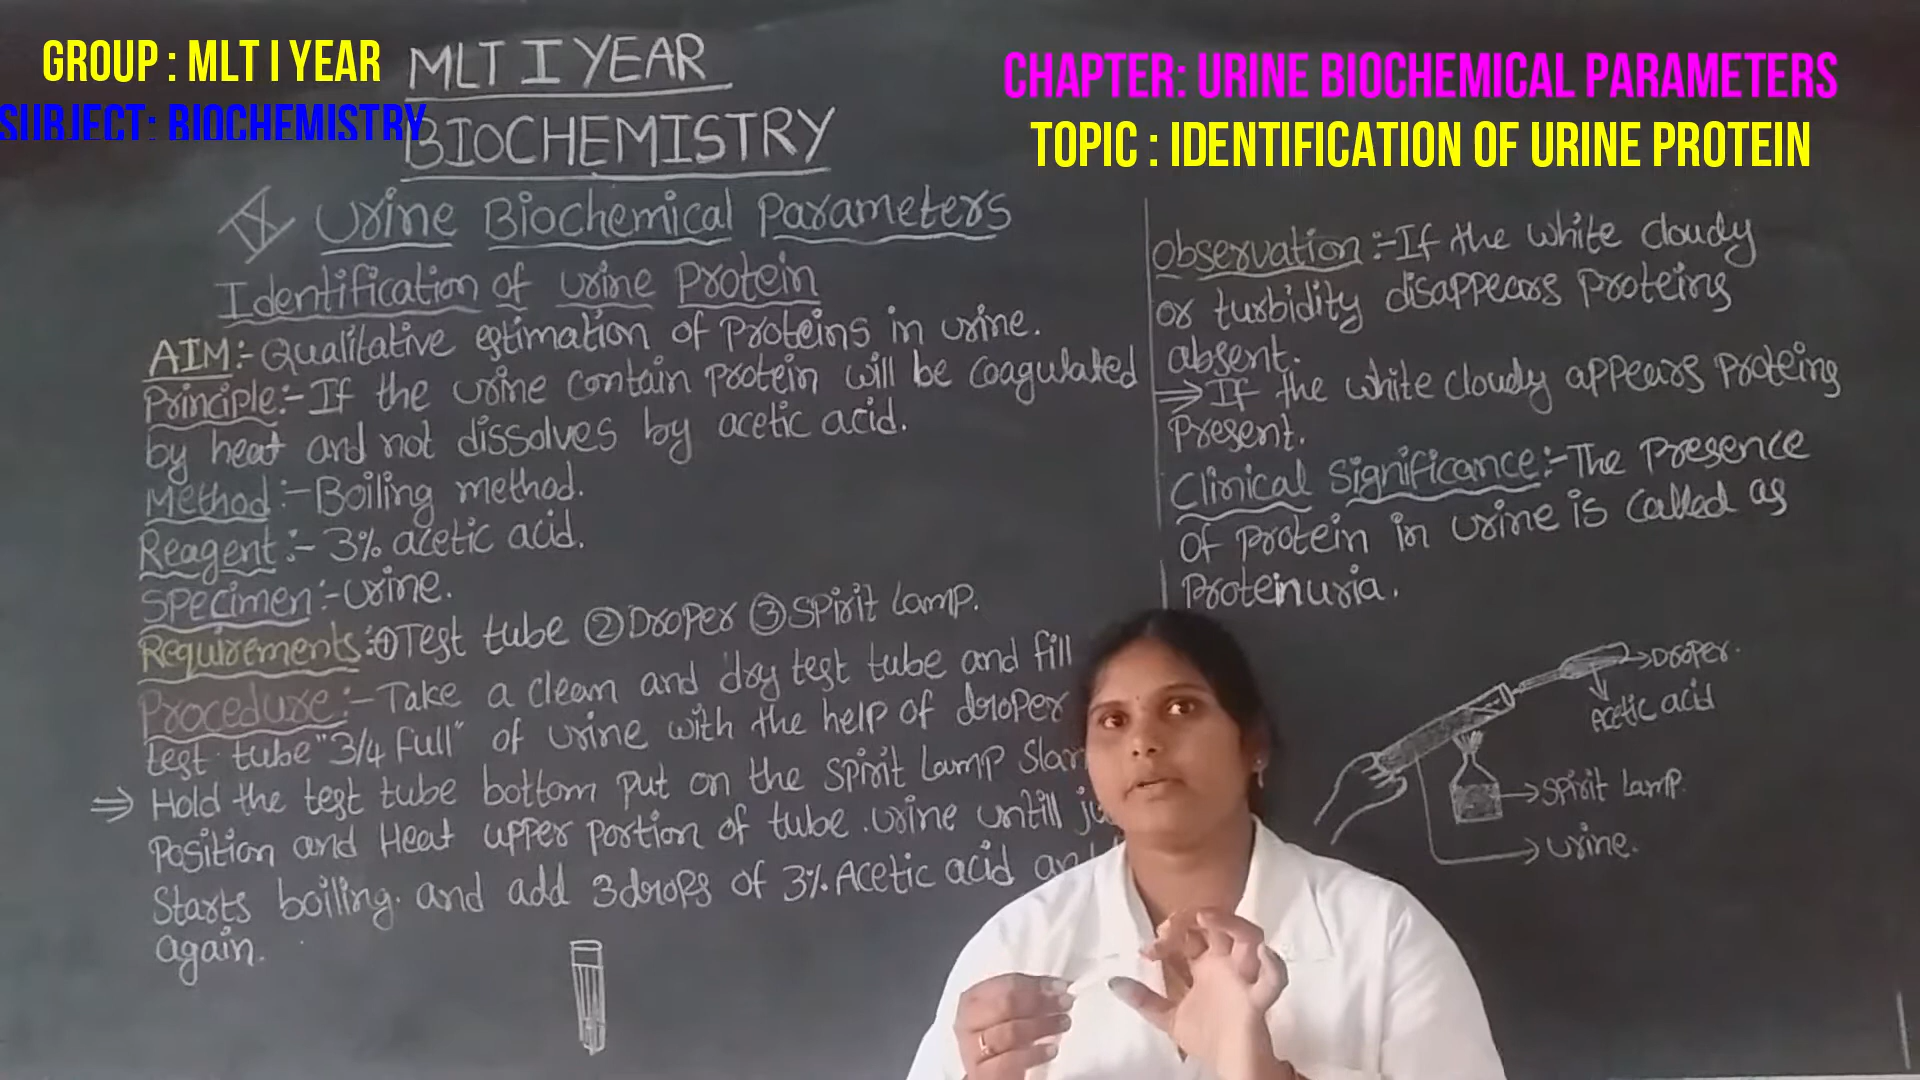 GROUP : MLT I YEAR
SUBJECT: BIOCHEMISTRY
CHAPTER: URINE BIOCHEMICAL PARAMETERS
TOPIC : IDENTIFICATION OF URINE PROTEIN
MLT I YEAR
BIOCHEMISTRY
Urine Biochemical Parameters
Identification of urine Protein
AIM:- Qualitative estimation of Proteins in urine.
Principle:- If the urine contain protein will be coagulated
by heat and not dissolves by acetic acid.
Method:- Boiling method.
Reagent:- 3% acetic acid.
Specimen:- urine.
Requirements:- ① Test tube ② Droper ③ Spirit Lamp.
Procedure:- Take a clean and dry test tube and fill
test tube "3/4 full" of urine with the help of droper
⇒ Hold the test tube bottom put on the spirit Lamp
Position and Heat upper portion of tube. urine untill
Starts boiling. and add 3 drops of 3% Acetic acid
again.
Observation:- If the white cloudy
or turbidity disappears proteins
absent.
⇒ If the white cloudy appears proteins
Present.
Clinical Significance:- The Presence
of protein in urine is called as
Proteinuria.
→ Droper.
Acetic acid
→ Spirit Lamp.
→ urine.